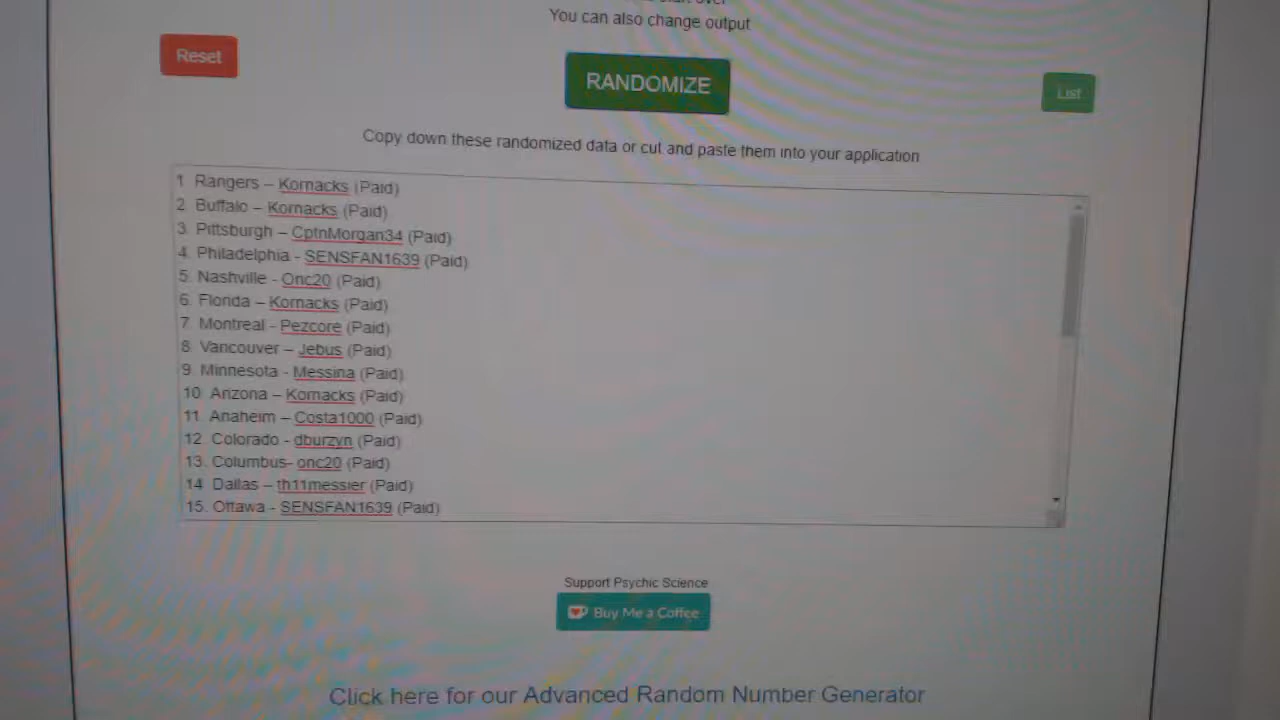 You can also change output
Reset
RANDOMIZE
List
Copy down these randomized data or cut and paste them into your application
1. Rangers – Kornacks (Paid)
2. Buffalo – Kornacks (Paid)
3. Pittsburgh – CptnMorgan34 (Paid)
4. Philadelphia - SENSFAN1639 (Paid)
5. Nashville - Onc20 (Paid)
6. Florida – Kornacks (Paid)
7. Montreal - Pezcore (Paid)
8. Vancouver – Jebus (Paid)
9. Minnesota - Messina (Paid)
10. Arizona – Kornacks (Paid)
11. Anaheim – Costa1000 (Paid)
12. Colorado - dburzyn (Paid)
13. Columbus- onc20 (Paid)
14. Dallas – th11messier (Paid)
15. Ottawa - SENSFAN1639 (Paid)
Support Psychic Science
Buy Me a Coffee
Click here for our Advanced Random Number Generator